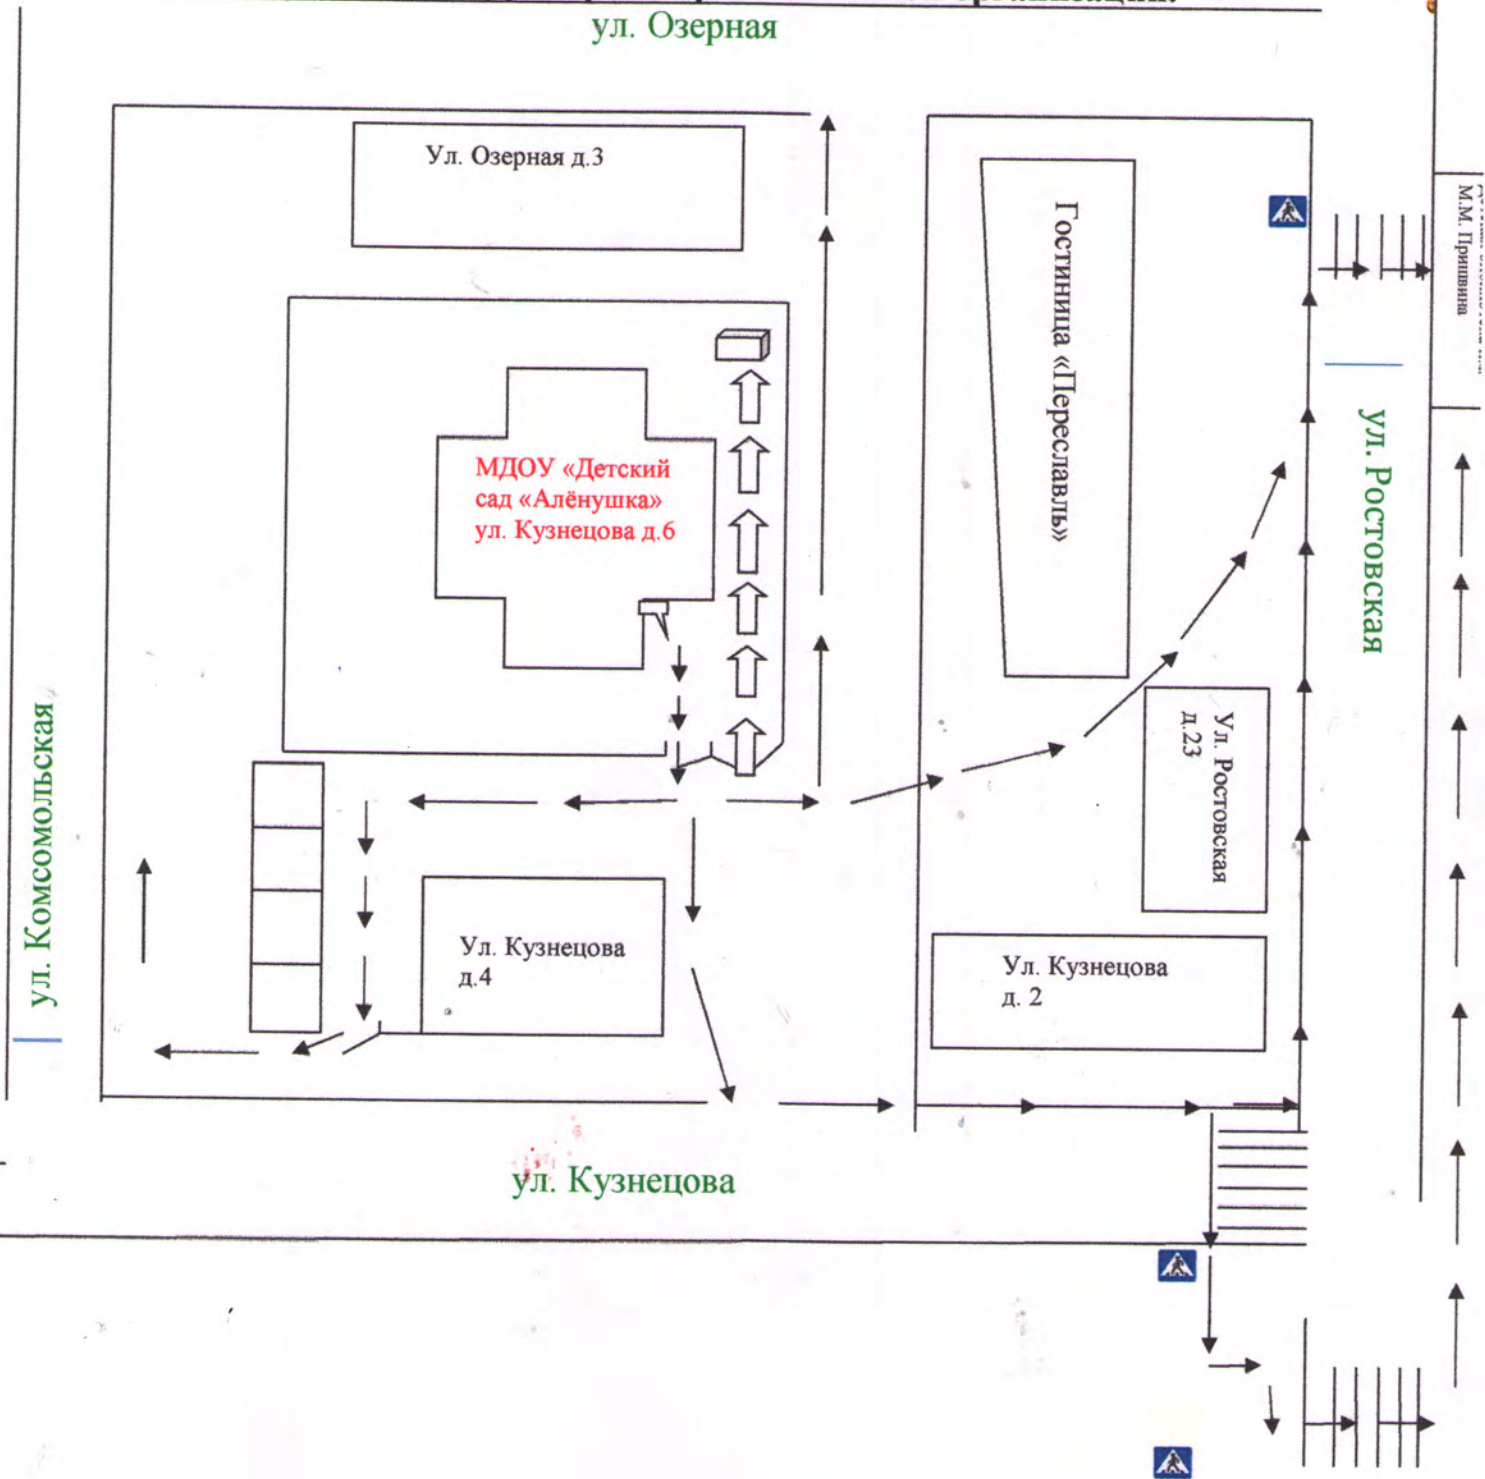 ул. Озерная
Ул. Озерная д.3
Гостиница «Переславль»
М.М. Пришвина
МДОУ «Детский
сад «Алёнушка»
ул. Кузнецова д.6
ул. Ростовская
ул. Комсомольская
Ул. Ростовская
д.23
Ул. Кузнецова
д.4
Ул. Кузнецова
д. 2
ул. Кузнецова